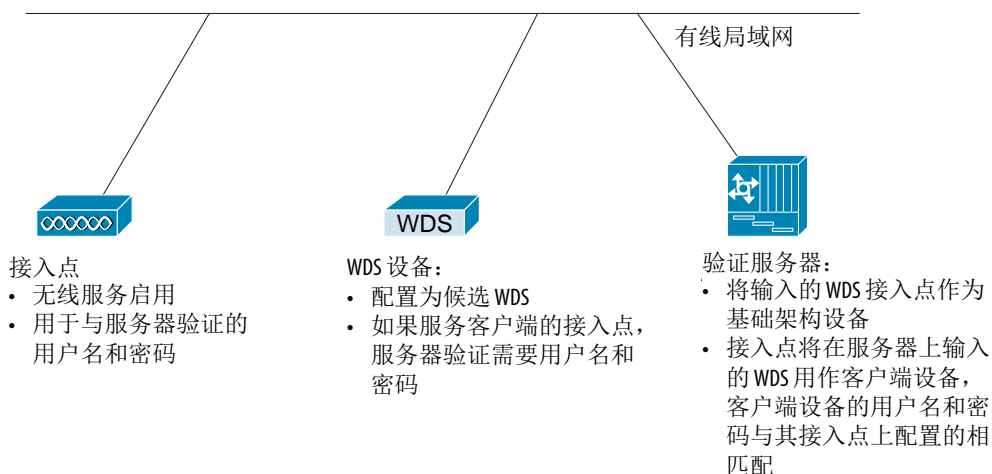 有线局域网
WDS
接入点
• 无线服务启用
• 用于与服务器验证的
用户名和密码
WDS 设备：
• 配置为候选 WDS
• 如果服务客户端的接入点，
服务器验证需要用户名和
密码
验证服务器：
• 将输入的 WDS 接入点作为
基础架构设备
• 接入点将在服务器上输入
的 WDS 用作客户端设备，
客户端设备的用户名和密
码与其接入点上配置的相
匹配